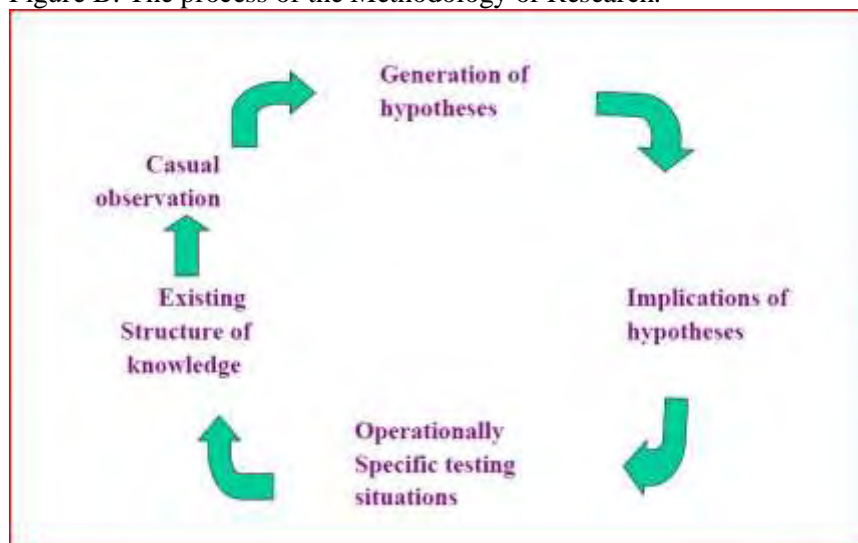 Figure B: The process of the Methodology of Research.
Generation of
hypotheses
Casual
observation
Existing
Structure of
knowledge
Implications of
hypotheses
Operationally
Specific testing
situations